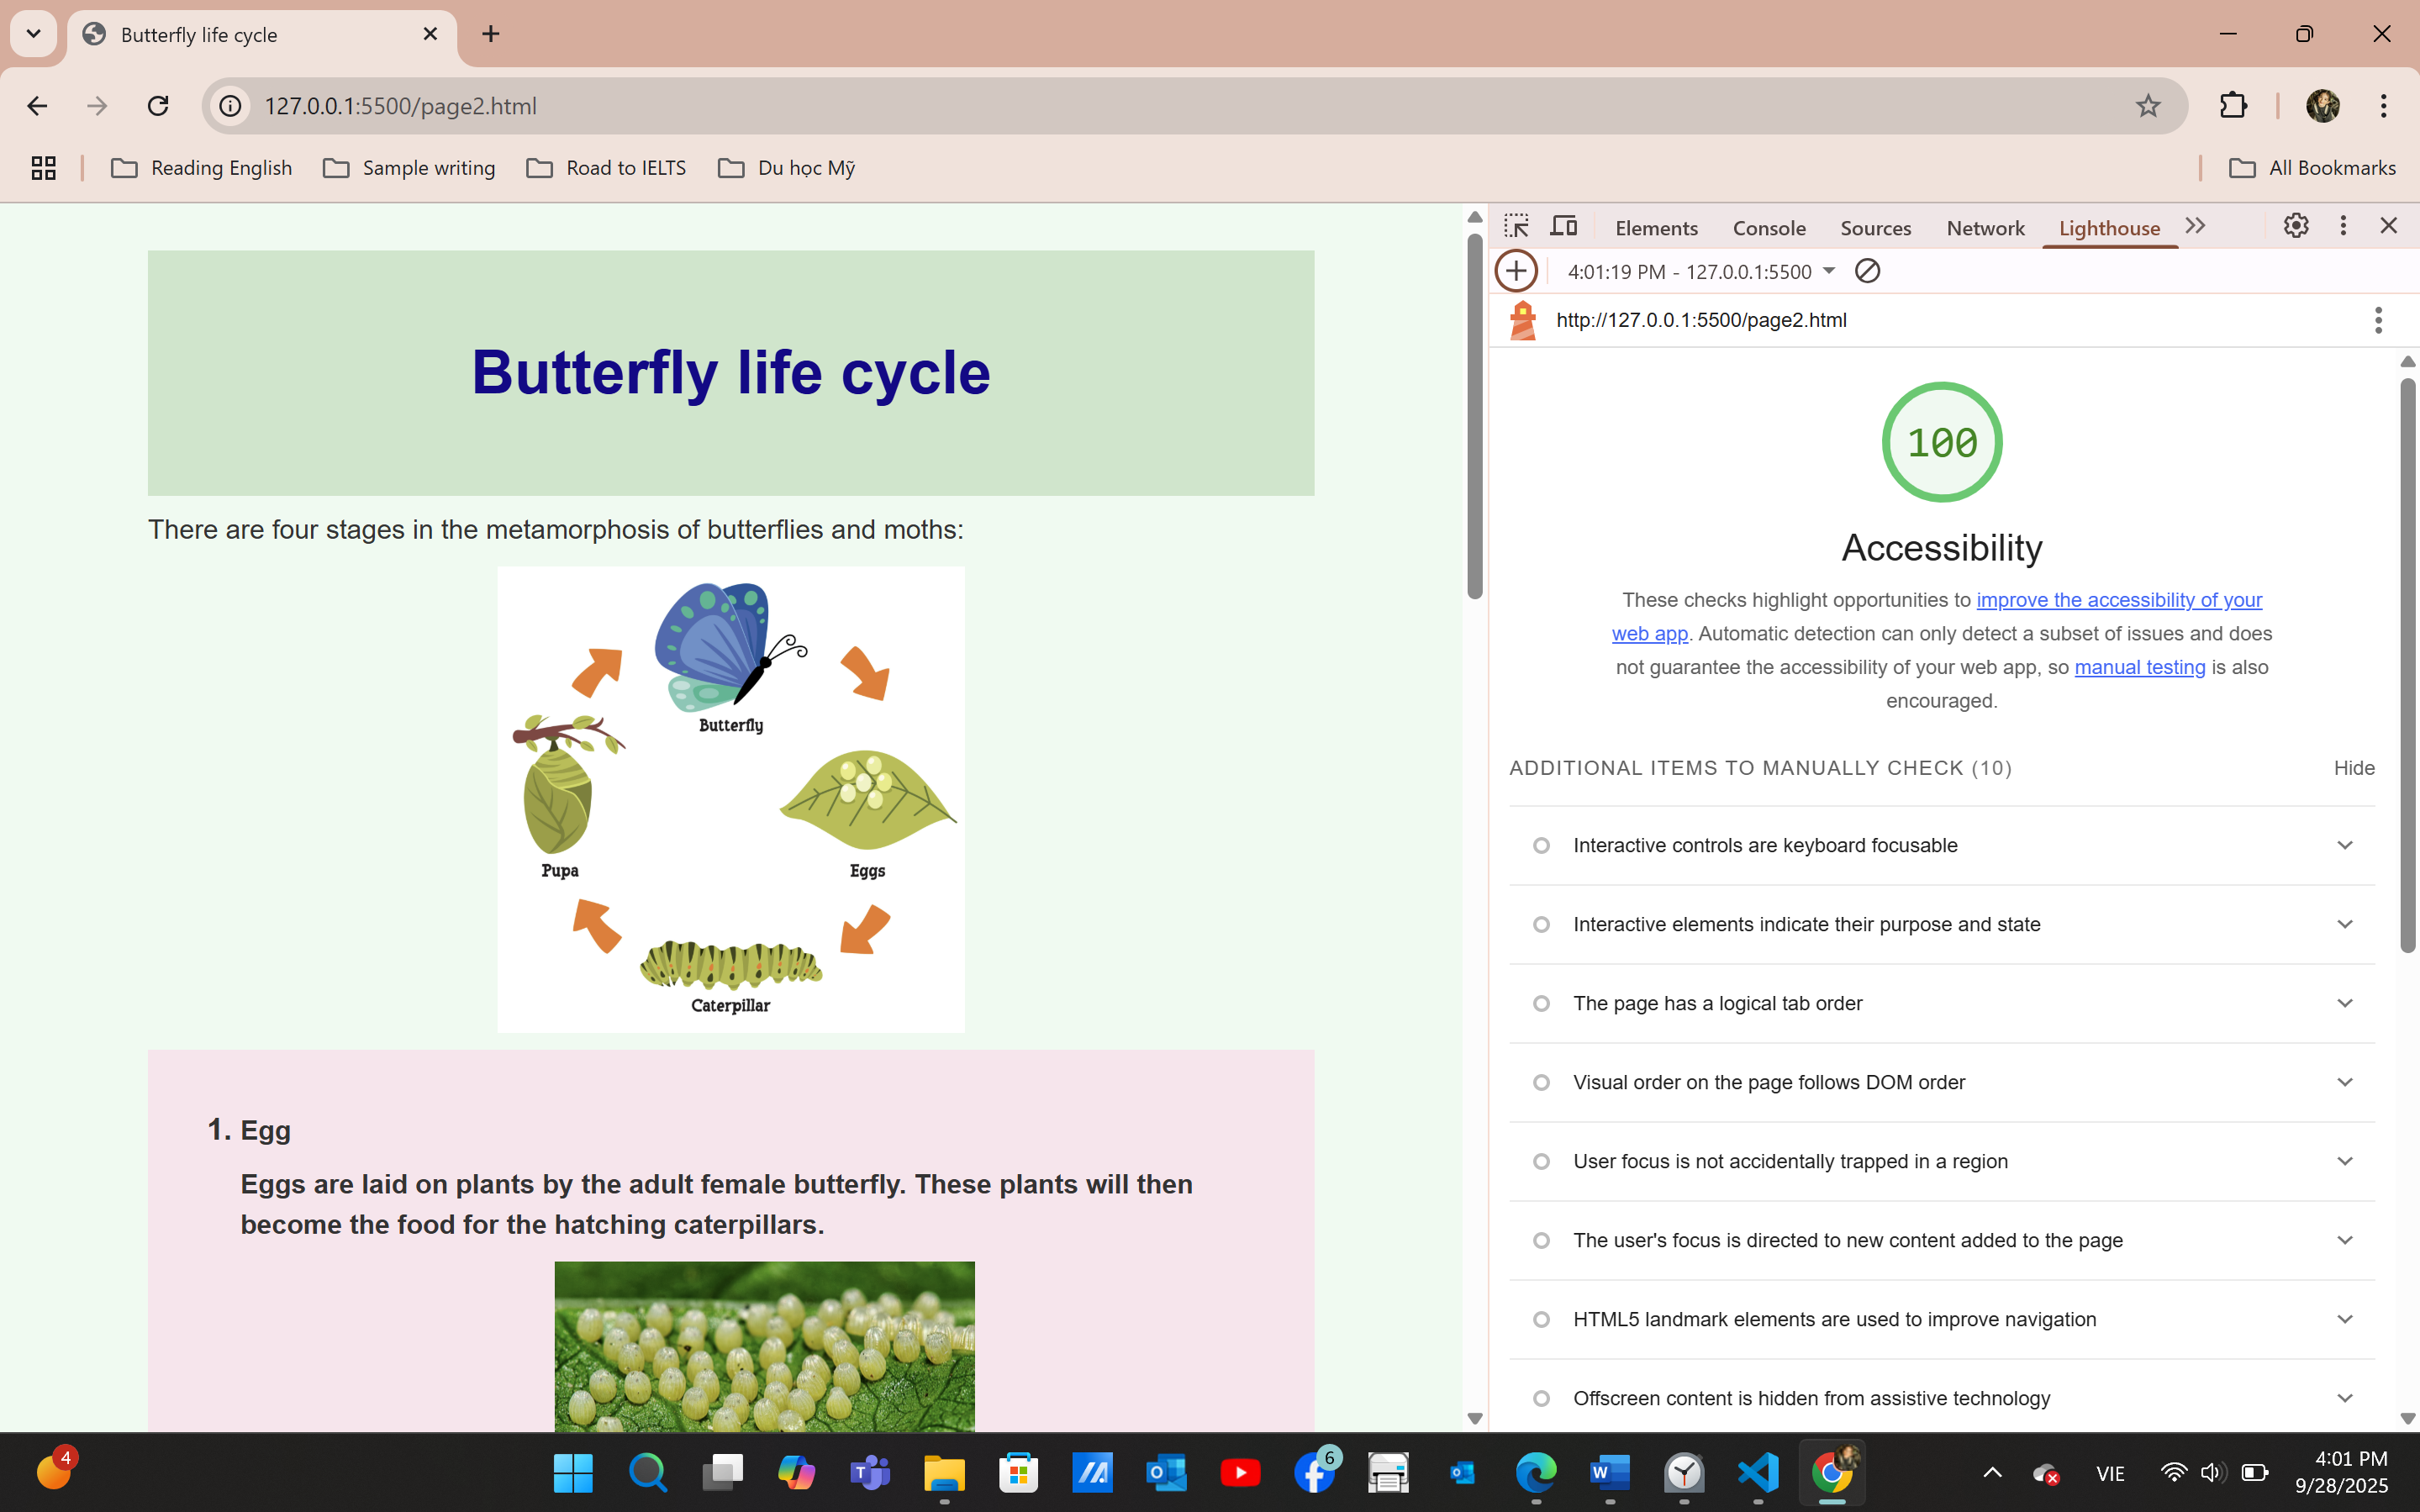 Butterfly life cycle
127.0.0.1:5500/page2.html
Reading English
Sample writing
Road to IELTS
Du học Mỹ
All Bookmarks
Butterfly life cycle
There are four stages in the metamorphosis of butterflies and moths:
Butterfly
Pupa
Eggs
Caterpillar
1. Egg
Eggs are laid on plants by the adult female butterfly. These plants will then
become the food for the hatching caterpillars.
Elements Console Sources Network Lighthouse
4:01:19 PM - 127.0.0.1:5500
http://127.0.0.1:5500/page2.html
100
Accessibility
These checks highlight opportunities to improve the accessibility of your
web app. Automatic detection can only detect a subset of issues and does
not guarantee the accessibility of your web app, so manual testing is also
encouraged.
ADDITIONAL ITEMS TO MANUALLY CHECK (10) Hide
Interactive controls are keyboard focusable
Interactive elements indicate their purpose and state
The page has a logical tab order
Visual order on the page follows DOM order
User focus is not accidentally trapped in a region
The user's focus is directed to new content added to the page
HTML5 landmark elements are used to improve navigation
Offscreen content is hidden from assistive technology
4
6
VIE
4:01 PM
9/28/2025